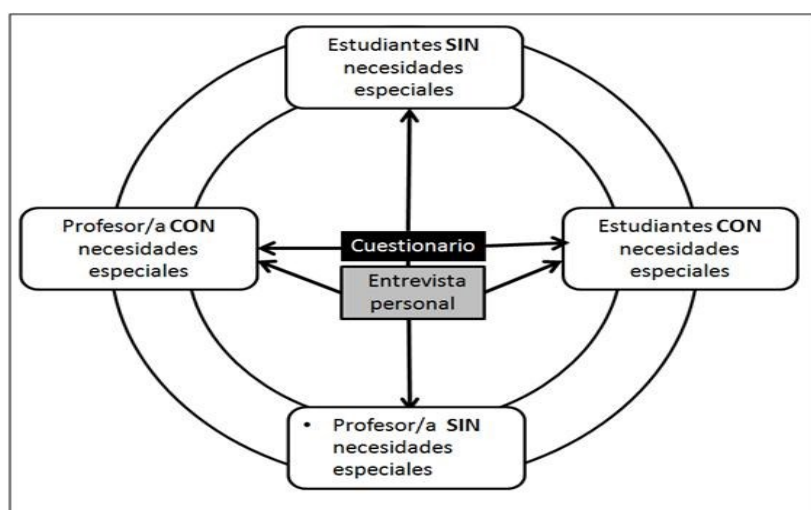 Estudiantes SIN
necesidades
especiales
Profesor/a CON
necesidades
especiales
Cuestionario
Entrevista
personal
Estudiantes CON
necesidades
especiales
• Profesor/a SIN
necesidades
especiales